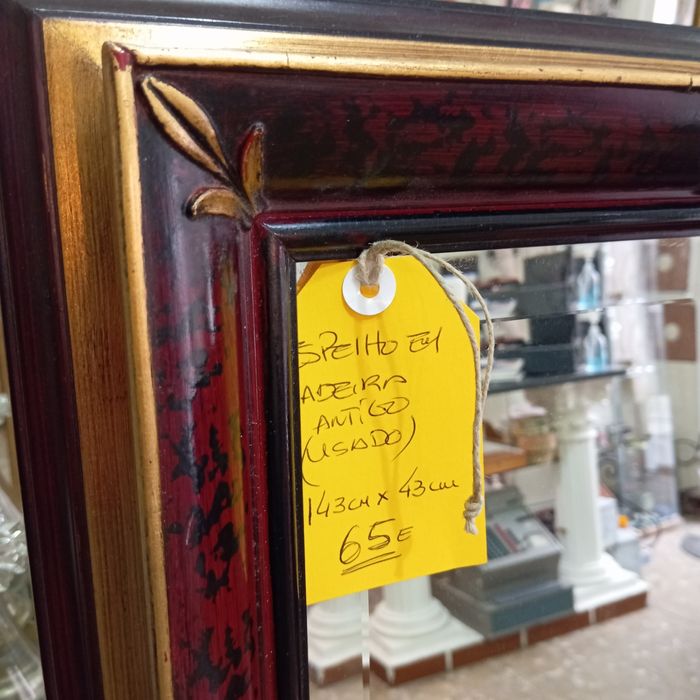 SPELHO EM
ADEIRA
ANTIGO
(USADO)
143CM X 43CM
65€